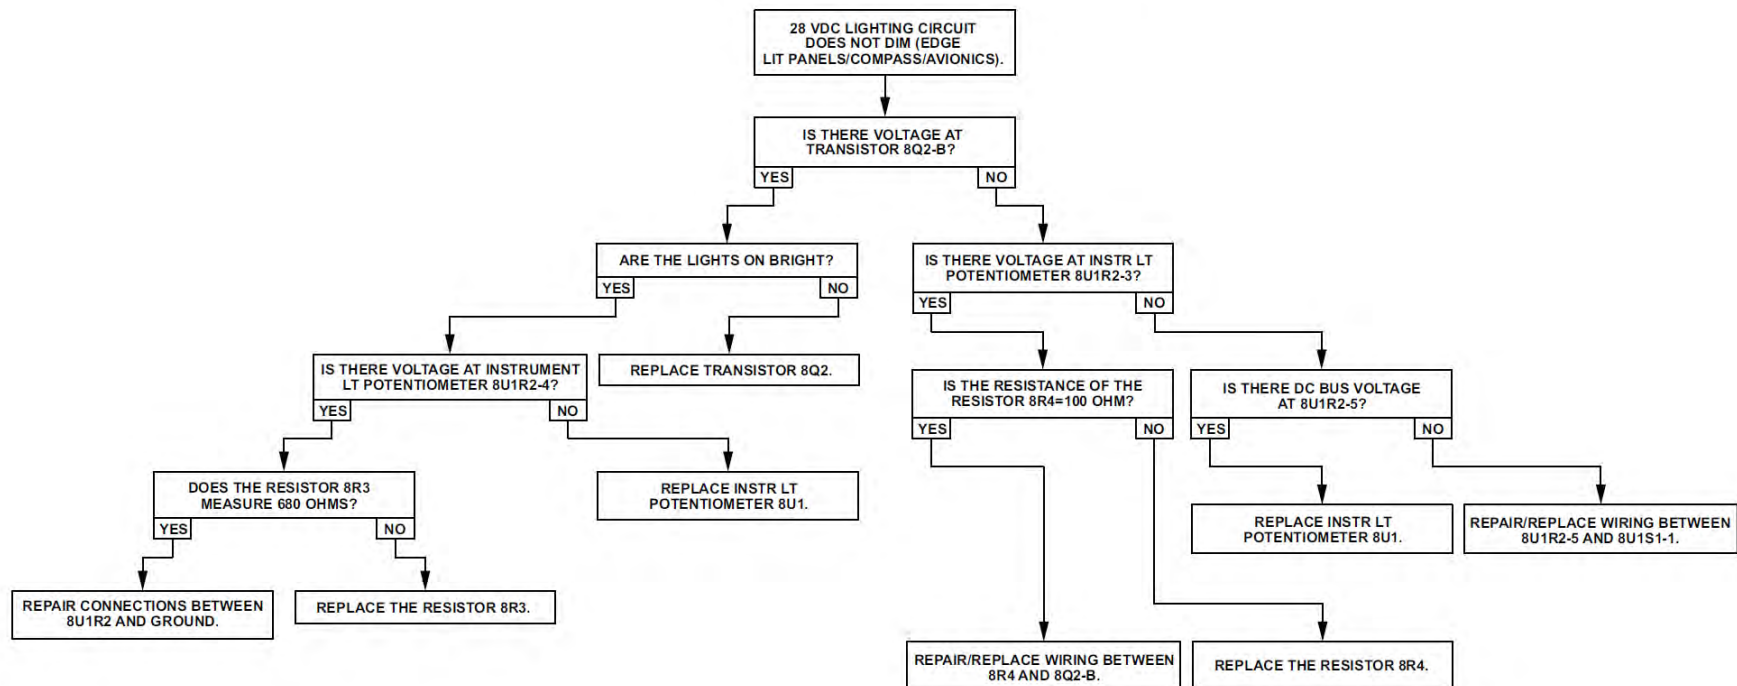 28 VDC LIGHTING CIRCUIT
DOES NOT DIM (EDGE
LIT PANELS/COMPASS/AVIONICS).
IS THERE VOLTAGE AT
TRANSISTOR 8Q2-B?
YES
NO
ARE THE LIGHTS ON BRIGHT?
YES
NO
IS THERE VOLTAGE AT INSTR LT
POTENTIOMETER 8U1R2-3?
YES
NO
IS THERE VOLTAGE AT INSTRUMENT
LT POTENTIOMETER 8U1R2-4?
YES
NO
REPLACE TRANSISTOR 8Q2.
IS THE RESISTANCE OF THE
RESISTOR 8R4=100 OHM?
YES
NO
IS THERE DC BUS VOLTAGE
AT 8U1R2-5?
YES
NO
DOES THE RESISTOR 8R3
MEASURE 680 OHMS?
YES
NO
REPLACE INSTR LT
POTENTIOMETER 8U1.
REPLACE INSTR LT
POTENTIOMETER 8U1.
REPAIR/REPLACE WIRING BETWEEN
8U1R2-5 AND 8U1S1-1.
REPAIR CONNECTIONS BETWEEN
8U1R2 AND GROUND.
REPLACE THE RESISTOR 8R3.
REPAIR/REPLACE WIRING BETWEEN
8R4 AND 8Q2-B.
REPLACE THE RESISTOR 8R4.